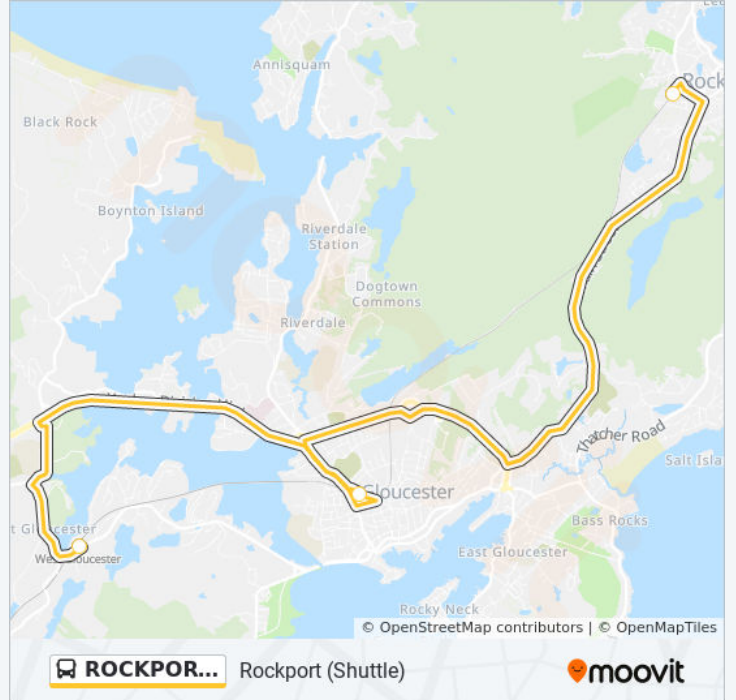 Annisquam
Rock
Black Rock
Boynton Island
Riverdale
Station
Dogtown
Commons
Riverdale
Thatcher Road
Gloucester
Salt Isla
t Gloucester
Bass Rocks
West Gloucester
East Gloucester
Rocky Neck
© OpenStreetMap contributors | © OpenMapTiles
ROCKPOR...
Rockport (Shuttle)
moovit